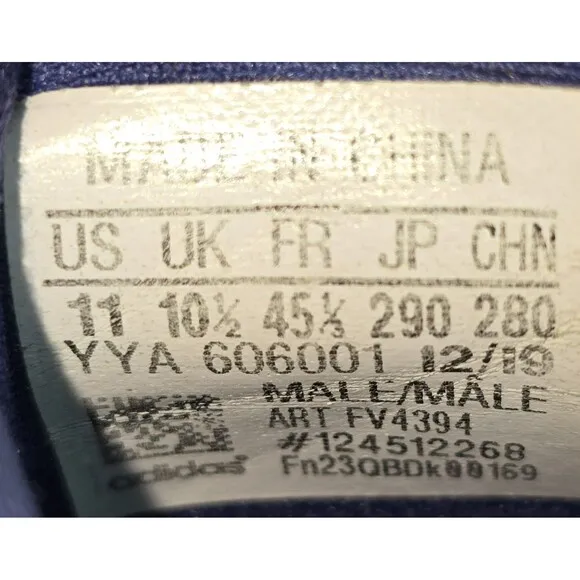 MADE IN CHINA
US UK FR JP CHN
11 10½ 45⅓ 290 280
YYA 606001 12/19
MALE/MÂLE
ART FV4394
#124512268
adidas Fn23QBDk00169